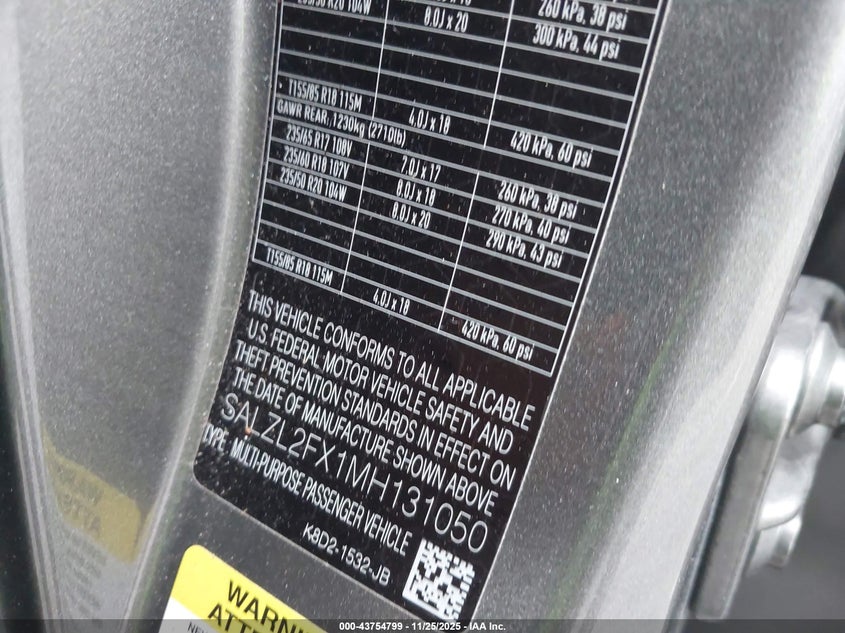 260 kPa, 38 psi
235/50 R20 104W 8.0J x 20 300 kPa, 44 psi
T155/85 R18 115M 4.0J x 18 420 kPa, 60 psi
GAWR REAR, 1230kg (2710lb)
235/65 R17 108V 7.0J x 17 260 kPa, 38 psi
235/60 R18 107V 8.0J x 18 270 kPa, 40 psi
235/50 R20 104W 8.0J x 20 290 kPa, 43 psi
T155/85 R18 115M 4.0J x 18 420 kPa, 60 psi
THIS VEHICLE CONFORMS TO ALL APPLICABLE
U.S. FEDERAL MOTOR VEHICLE SAFETY AND
THEFT PREVENTION STANDARDS IN EFFECT ON
THE DATE OF MANUFACTURE SHOWN ABOVE
SALZL2FX1MH131050
TYPE: MULTI-PURPOSE PASSENGER VEHICLE
K8D2-1532-JB
WARN
ATTE
000-43754799 - 11/25/2025 - IAA Inc.